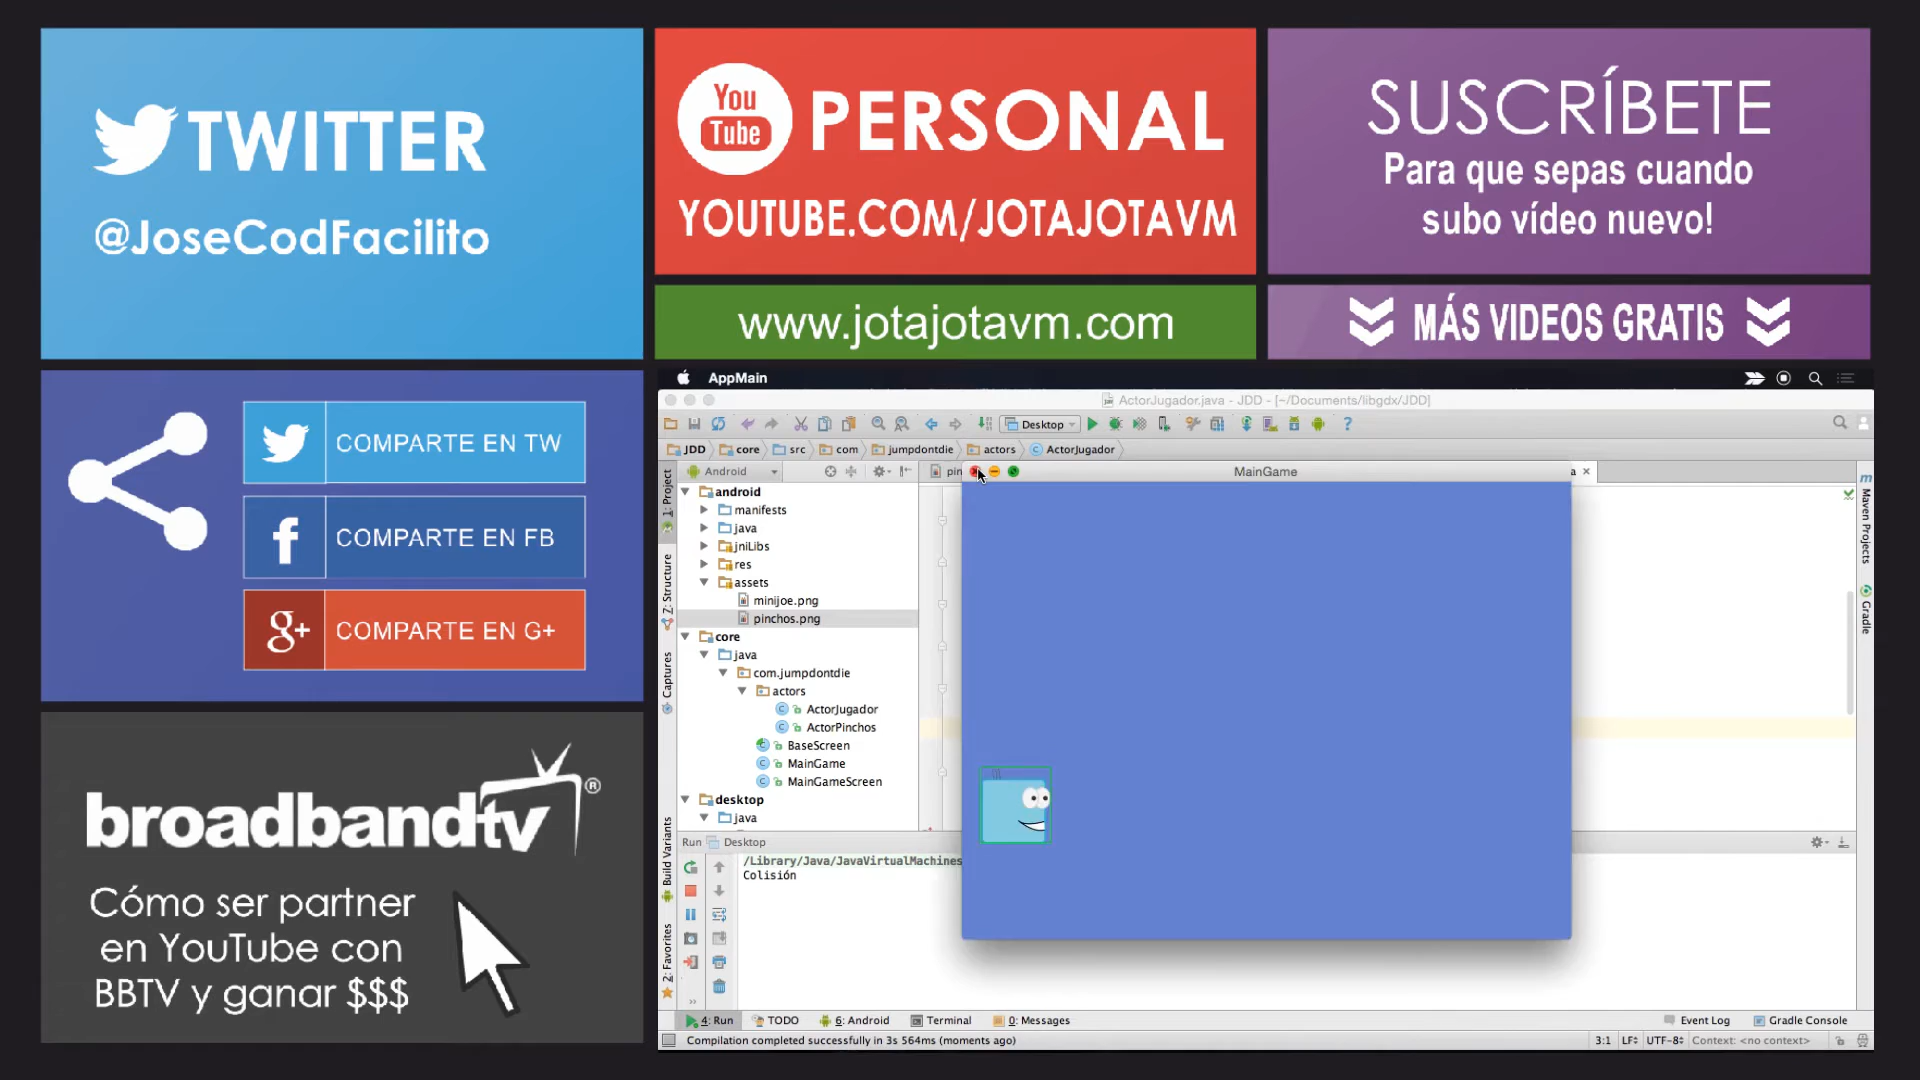 TWITTER
@JoseCodFacilito
You
Tube
PERSONAL
YOUTUBE.COM/JOTAJOTAVM
www.jotajotavm.com
SUSCRÍBETE
Para que sepas cuando
subo vídeo nuevo!
MÁS VIDEOS GRATIS
COMPARTE EN TW
COMPARTE EN FB
g+ COMPARTE EN G+
broadbandtv®
Cómo ser partner
en YouTube con
BBTV y ganar $$$
AppMain
ActorJugador.java - JDD - [~/Documents/libgdx/JDD]
Desktop
JDD core src com jumpdontdie actors ActorJugador
Android
pin
MainGame
a
1: Project
Z: Structure
Captures
Build Variants
2: Favorites
android
manifests
java
jniLibs
res
assets
minijoe.png
pinchos.png
core
java
com.jumpdontdie
actors
ActorJugador
ActorPinchos
BaseScreen
MainGame
MainGameScreen
desktop
java
Maven Projects
Gradle
Run Desktop
/Library/Java/JavaVirtualMachines
Colisión
4: Run TODO 6: Android Terminal 0: Messages Event Log Gradle Console
Compilation completed successfully in 3s 564ms (moments ago) 3:1 LF UTF-8 Context: <no context>